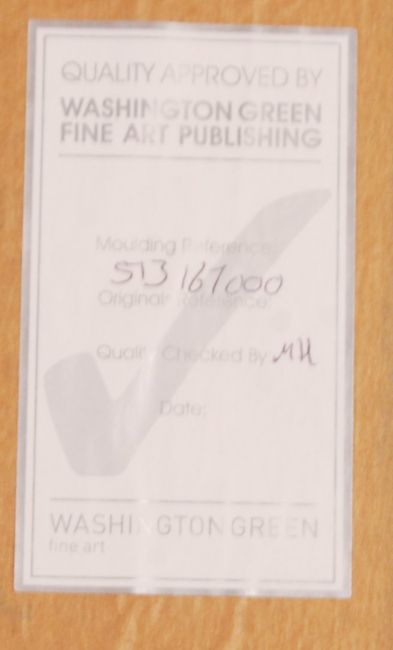 QUALITY APPROVED BY
WASHINGTON GREEN
FINE ART PUBLISHING
Moulding Reference:
513 167000
Originals Reference:
Quality Checked By: MH
Date:
WASHINGTON GREEN
fine art